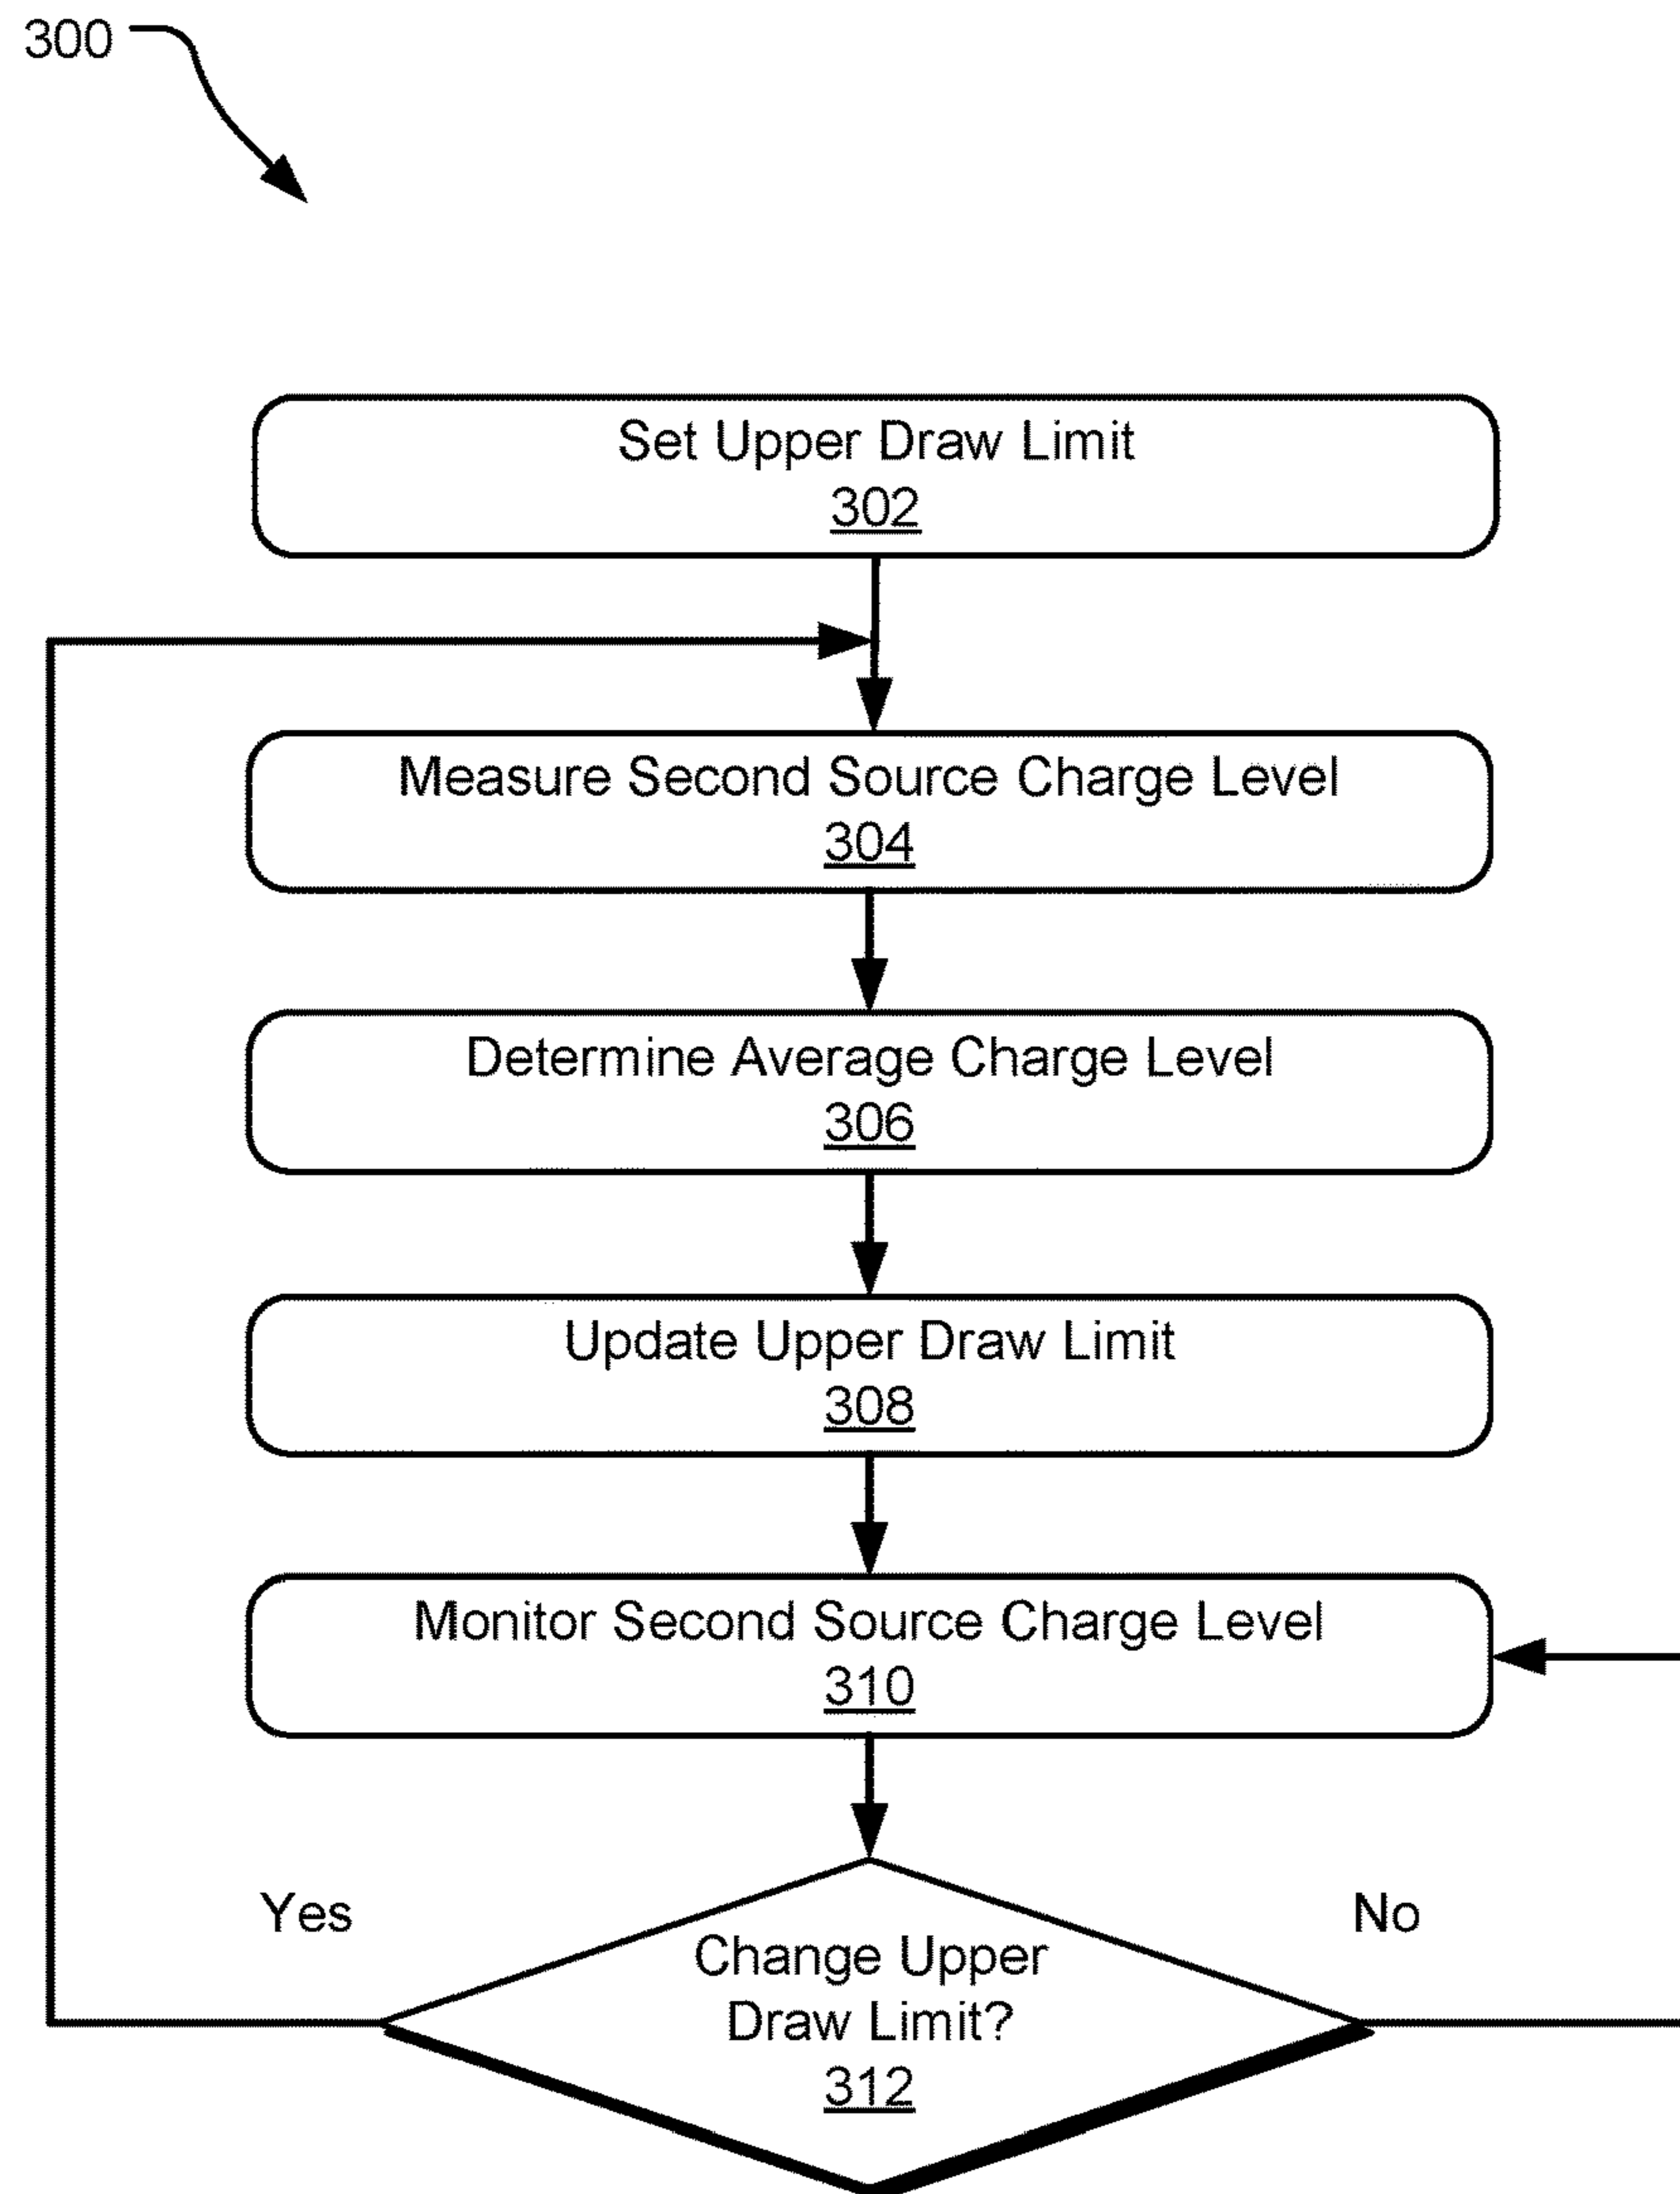 300
Set Upper Draw Limit
302
Measure Second Source Charge Level
304
Determine Average Charge Level
306
Update Upper Draw Limit
308
Monitor Second Source Charge Level
310
Yes
No
Change Upper
Draw Limit?
312